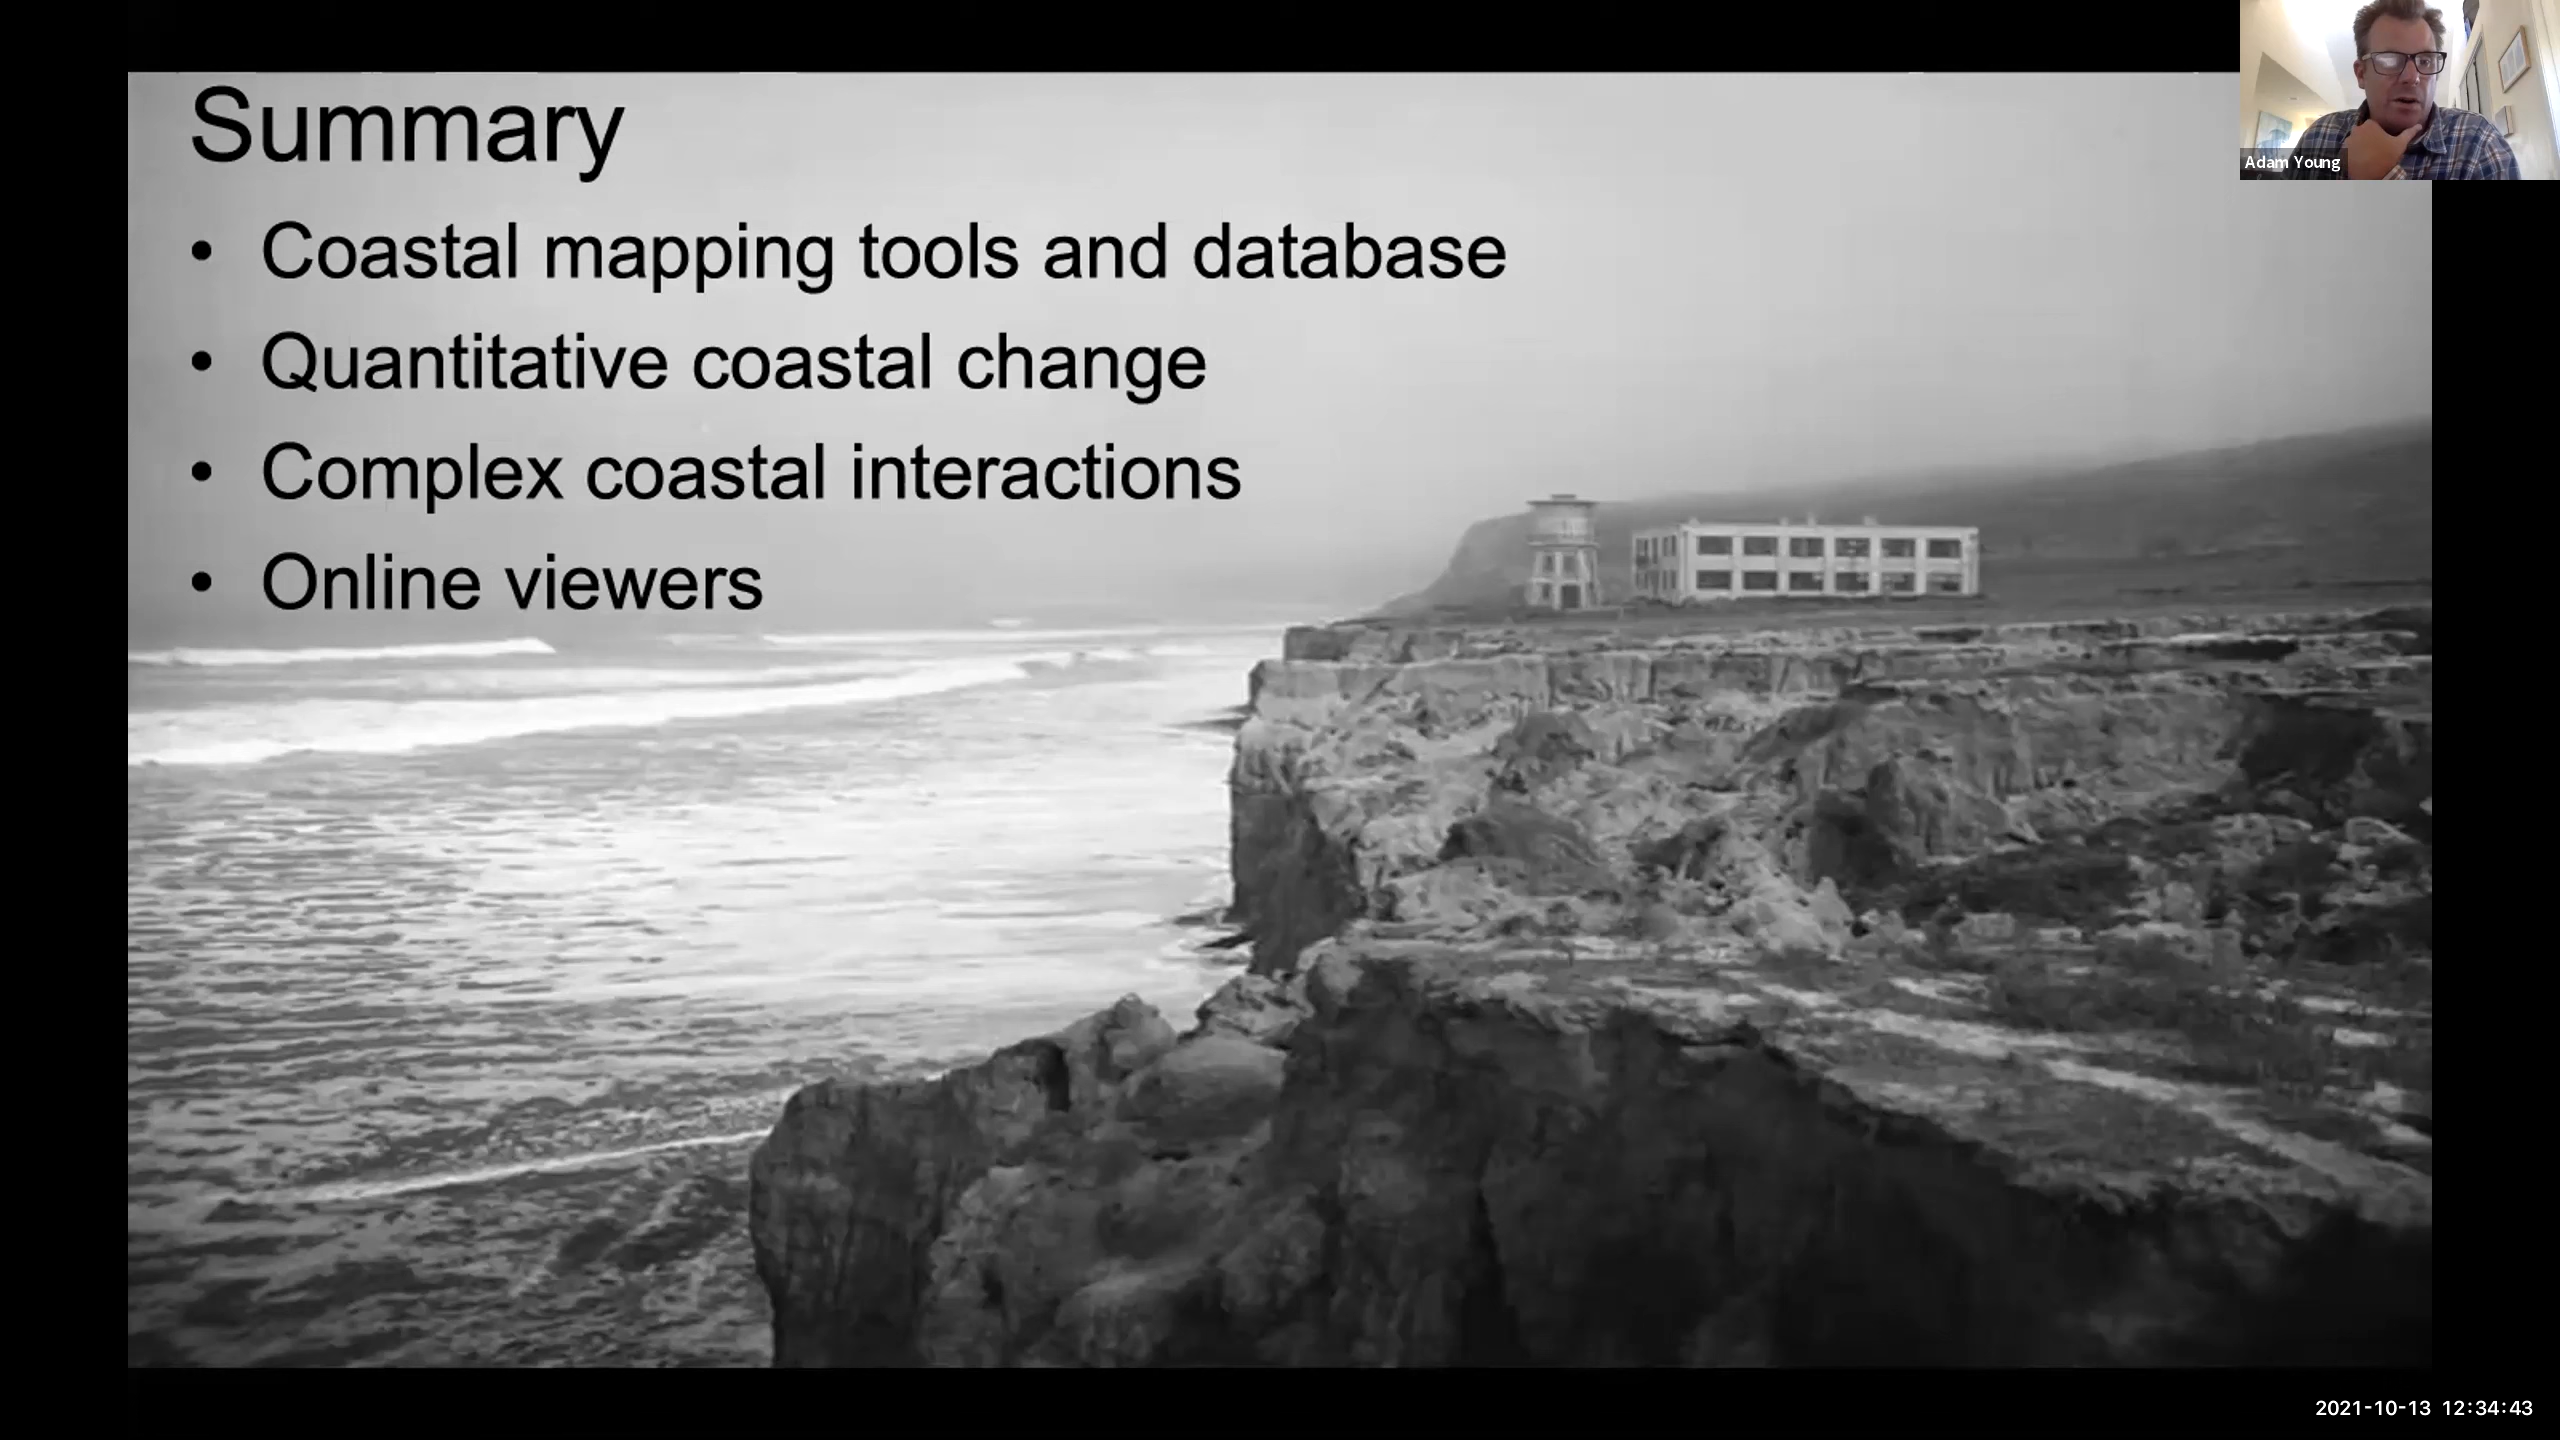 Summary
• Coastal mapping tools and database
• Quantitative coastal change
• Complex coastal interactions
• Online viewers
Adam Young
2021-10-13 12:34:43